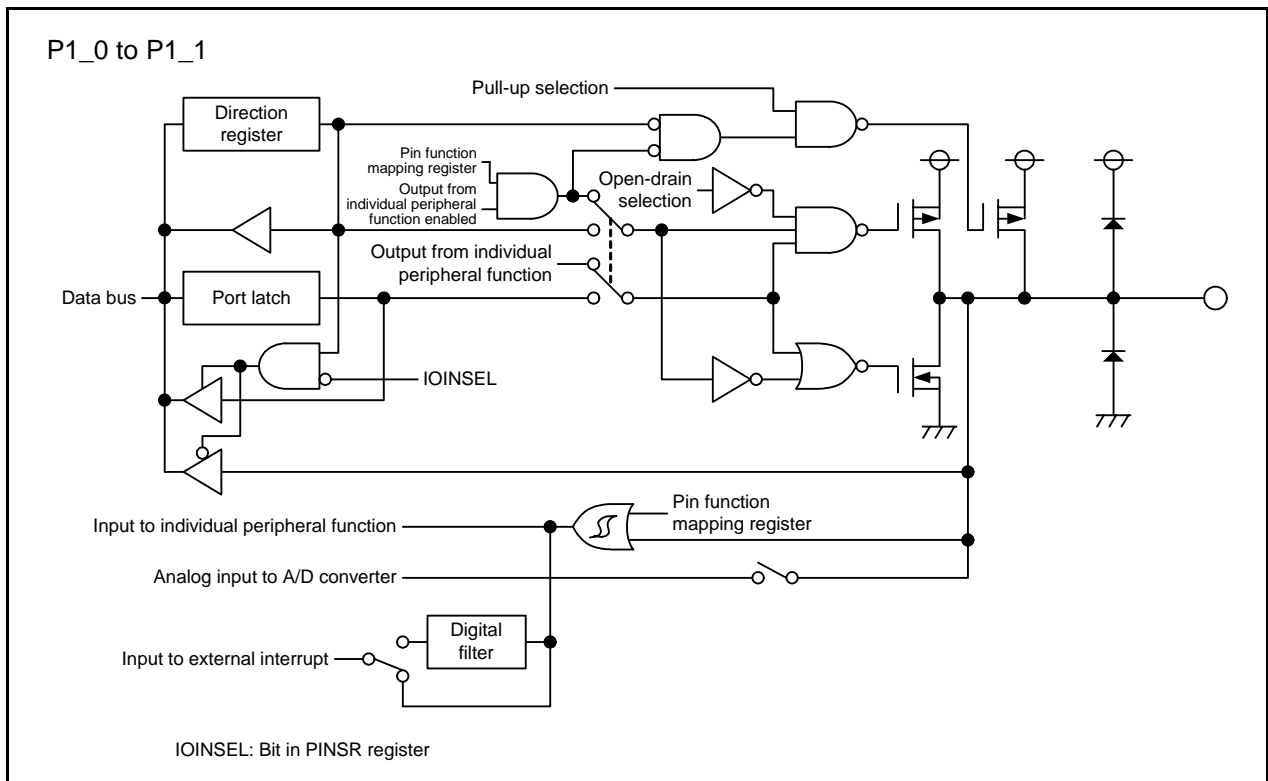 P1_0 to P1_1
Pull-up selection
Direction
register
Pin function
mapping register
Output from
individual peripheral
function enabled
Open-drain
selection
Output from individual
peripheral function
Data bus
Port latch
IOINSEL
Pin function
mapping register
Input to individual peripheral function
Analog input to A/D converter
Digital
filter
Input to external interrupt
IOINSEL: Bit in PINSR register